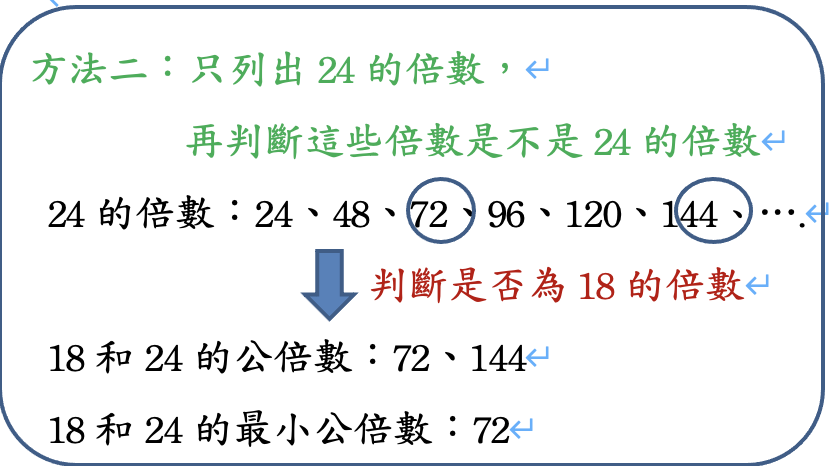 方法二：只列出 24 的倍數，↵
再判斷這些倍數是不是 24 的倍數↵
24 的倍數：24、48、72、96、120、144、….↵
判斷是否為 18 的倍數↵
18 和 24 的公倍數：72、144↵
18 和 24 的最小公倍數：72↵